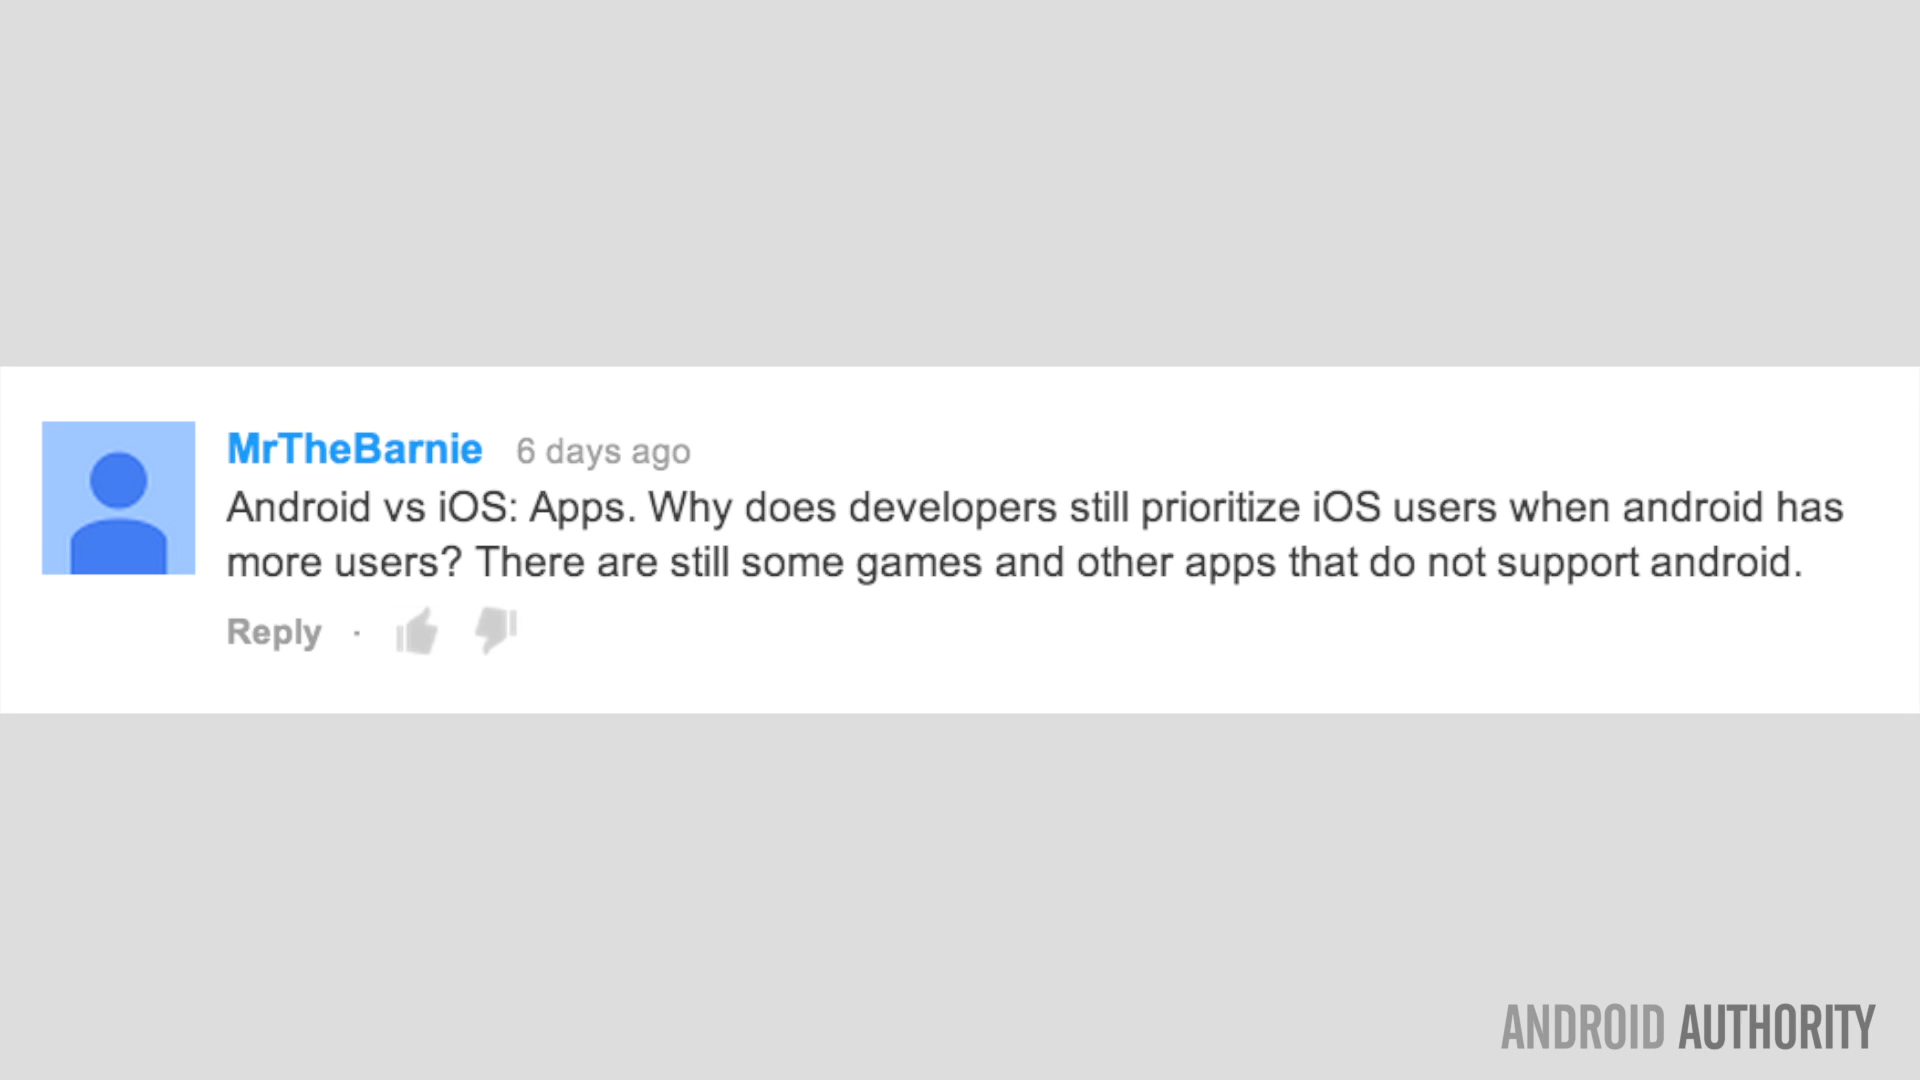 MrTheBarnie 6 days ago
Android vs iOS: Apps. Why does developers still prioritize iOS users when android has
more users? There are still some games and other apps that do not support android.
Reply ·
ANDROID AUTHORITY